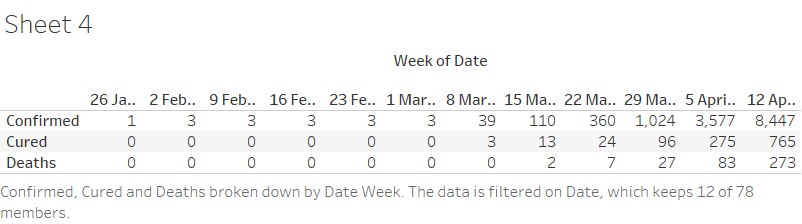 Sheet 4
Week of Date
26 Ja.. 2 Feb.. 9 Feb.. 16 Fe.. 23 Fe.. 1 Mar.. 8 Mar.. 15 Ma.. 22 Ma.. 29 Ma.. 5 Apri.. 12 Ap..
Confirmed 1 3 3 3 3 3 39 110 360 1,024 3,577 8,447
Cured 0 0 0 0 0 0 3 13 24 96 275 765
Deaths 0 0 0 0 0 0 0 2 7 27 83 273
Confirmed, Cured and Deaths broken down by Date Week. The data is filtered on Date, which keeps 12 of 78
members.